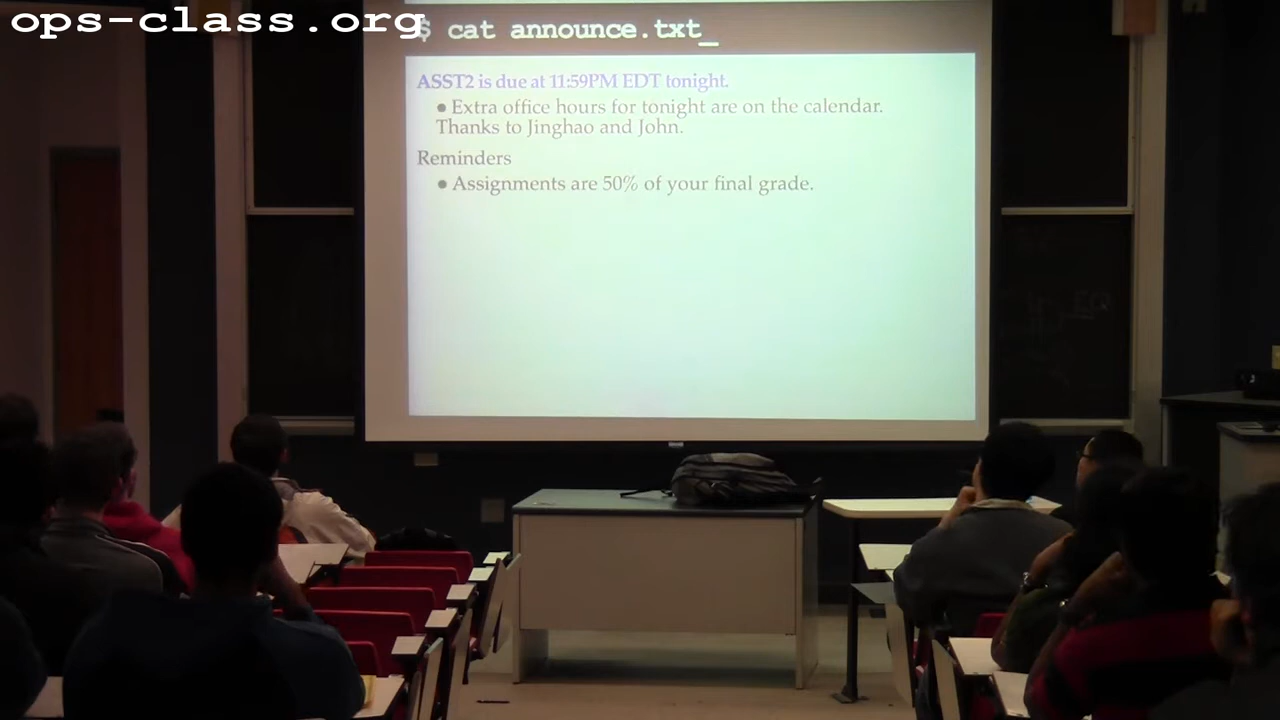 ops-class.org
$ cat announce.txt_
ASST2 is due at 11:59PM EDT tonight.
● Extra office hours for tonight are on the calendar.
Thanks to Jinghao and John.
Reminders
● Assignments are 50% of your final grade.